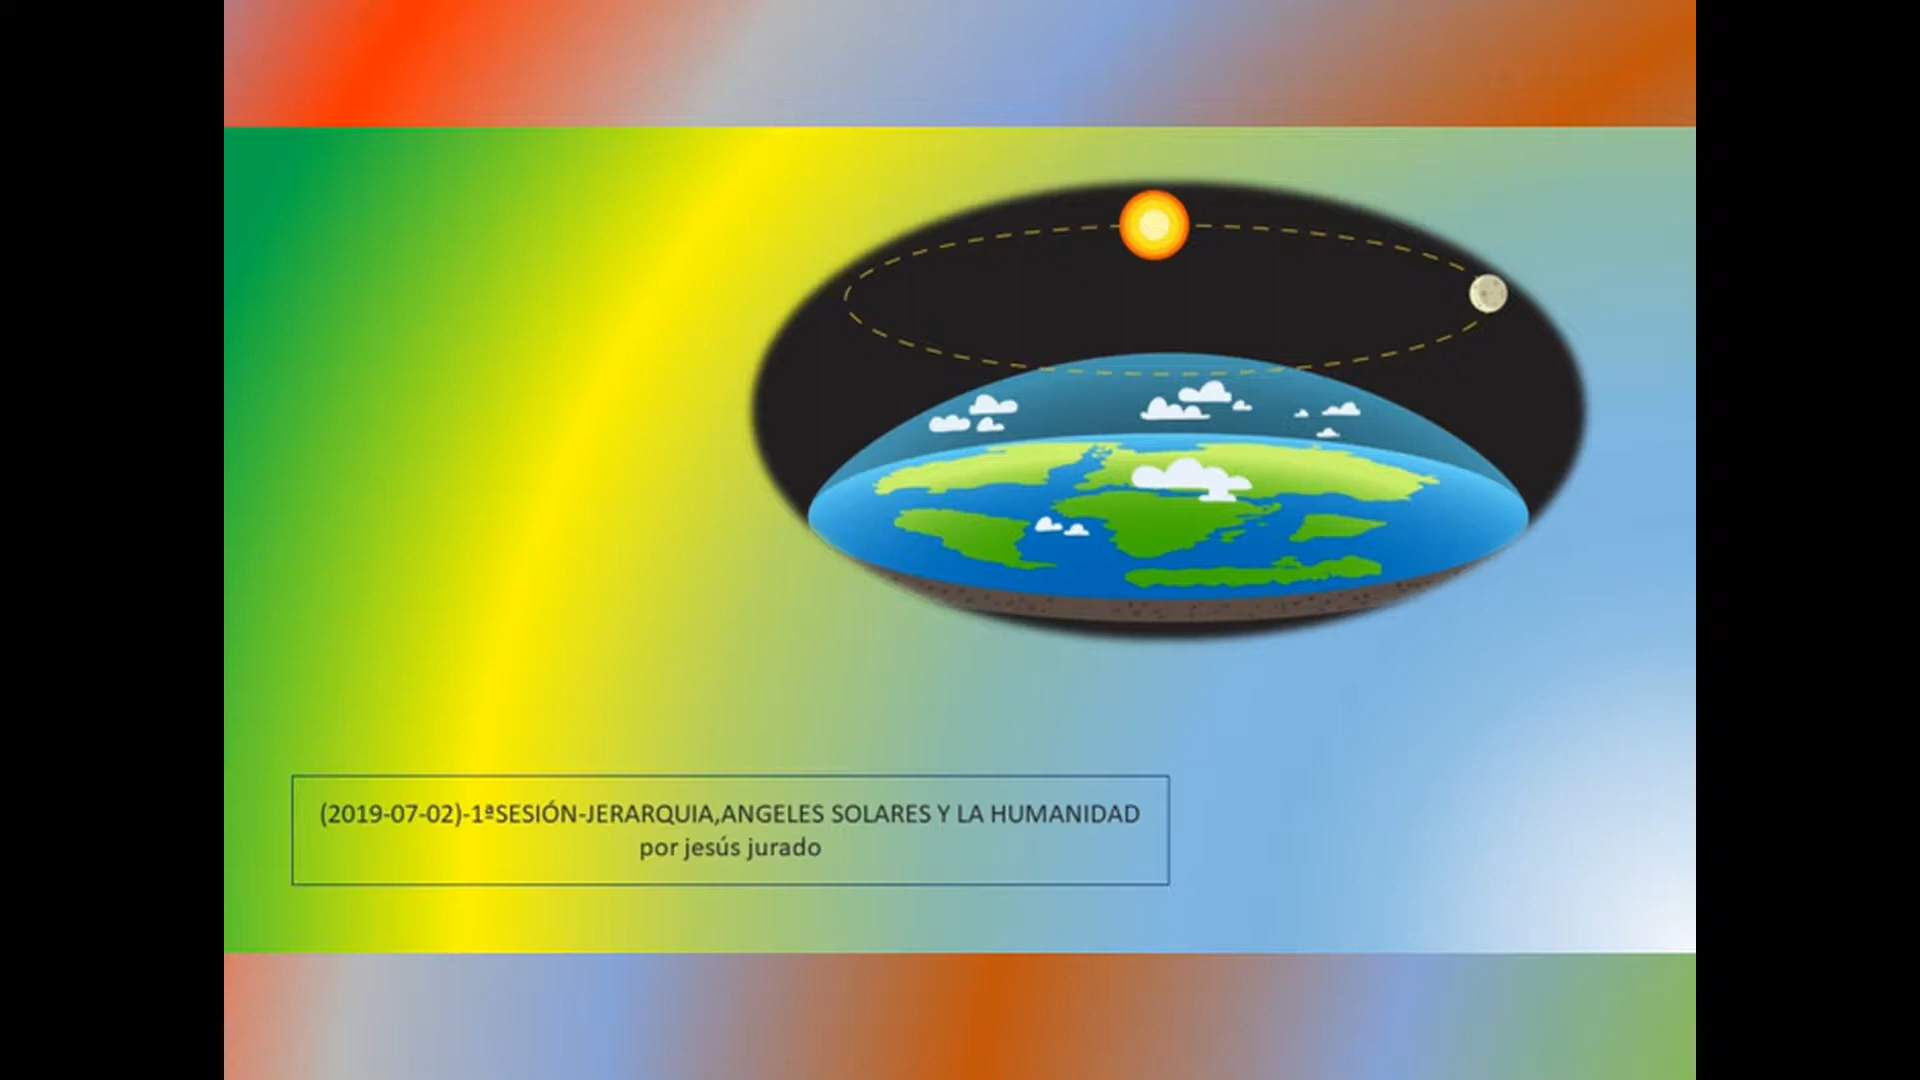 (2019-07-02)-1ªSESIÓN-JERARQUIA,ANGELES SOLARES Y LA HUMANIDAD
por jesús jurado